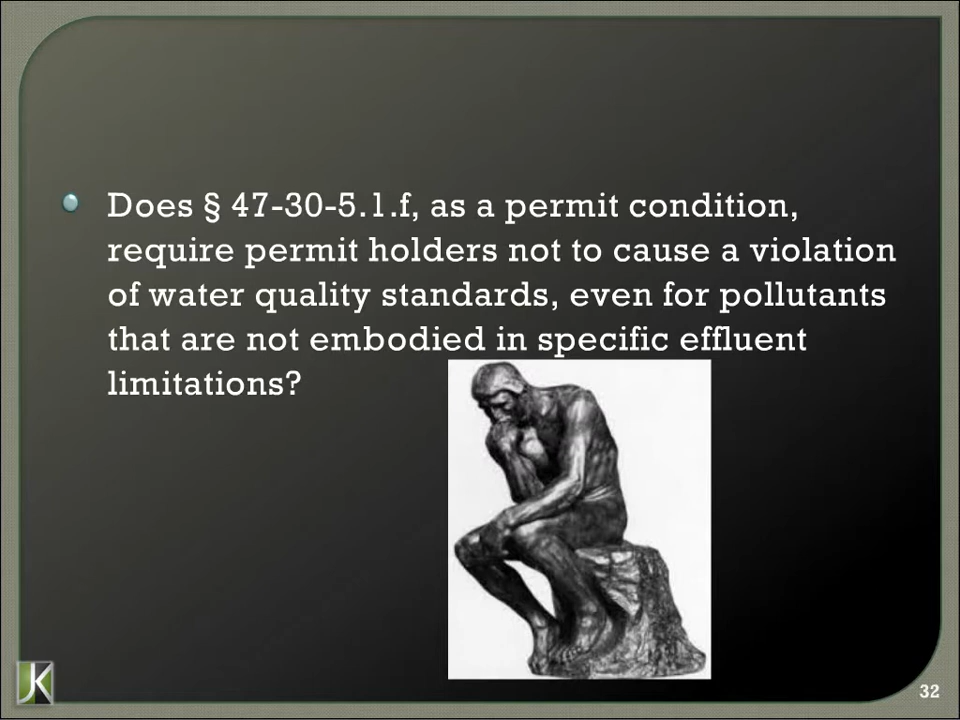 Does § 47-30-5.1.f, as a permit condition,
require permit holders not to cause a violation
of water quality standards, even for pollutants
that are not embodied in specific effluent
limitations?
JK
32